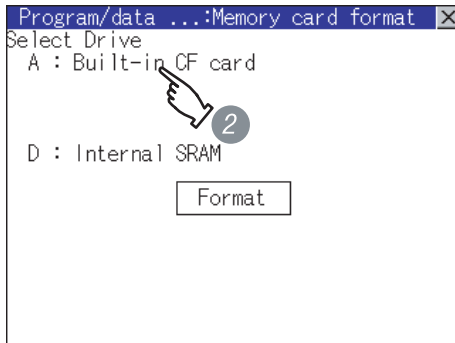 Program/data ...:Memory card format ×
Select Drive
A : Built-in CF card
2
D : Internal SRAM
Format